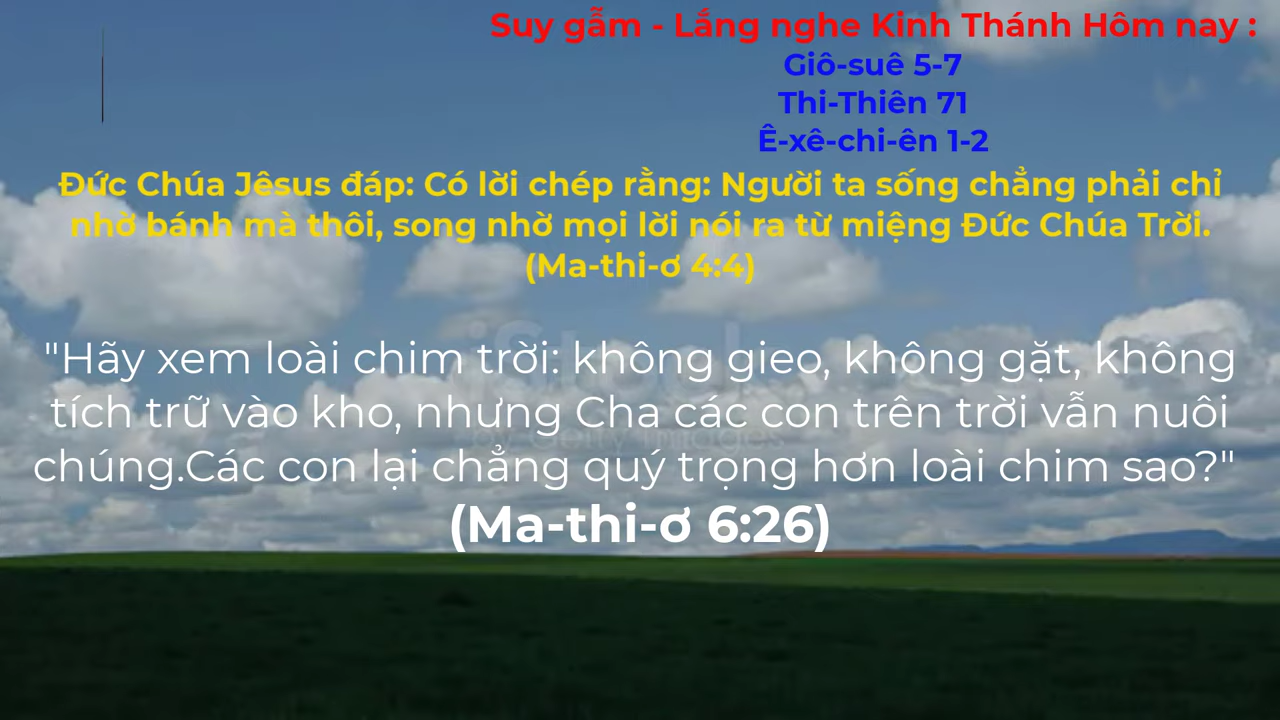 Suy gẫm - Lắng nghe Kinh Thánh Hôm nay :
Giô-suê 5-7
Thi-Thiên 71
Ê-xê-chi-ên 1-2
Đức Chúa Jêsus đáp: Có lời chép rằng: Người ta sống chẳng phải chỉ
nhờ bánh mà thôi, song nhờ mọi lời nói ra từ miệng Đức Chúa Trời.
(Ma-thi-ơ 4:4)
iStock
"Hãy xem loài chim trời: không gieo, không gặt, không
tích trữ vào kho, nhưng Cha các con trên trời vẫn nuôi
by Getty Images
chúng.Các con lại chẳng quý trọng hơn loài chim sao?"
(Ma-thi-ơ 6:26)